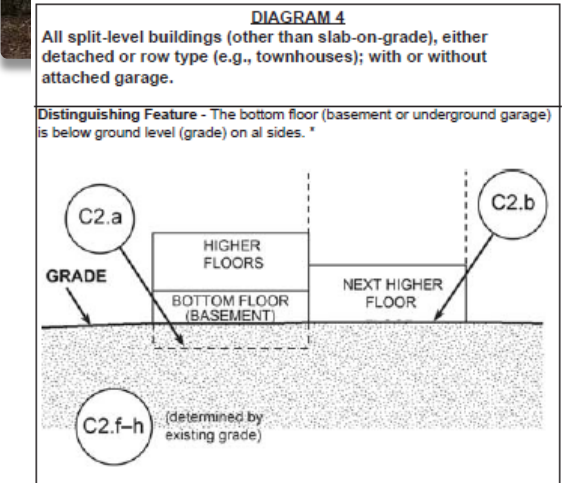 DIAGRAM 4
All split-level buildings (other than slab-on-grade), either
detached or row type (e.g., townhouses); with or without
attached garage.
Distinguishing Feature - The bottom floor (basement or underground garage)
is below ground level (grade) on al sides. *
C2.a
C2.b
HIGHER
FLOORS
GRADE
NEXT HIGHER
FLOOR
BOTTOM FLOOR
(BASEMENT)
C2.f–h
(determined by
existing grade)